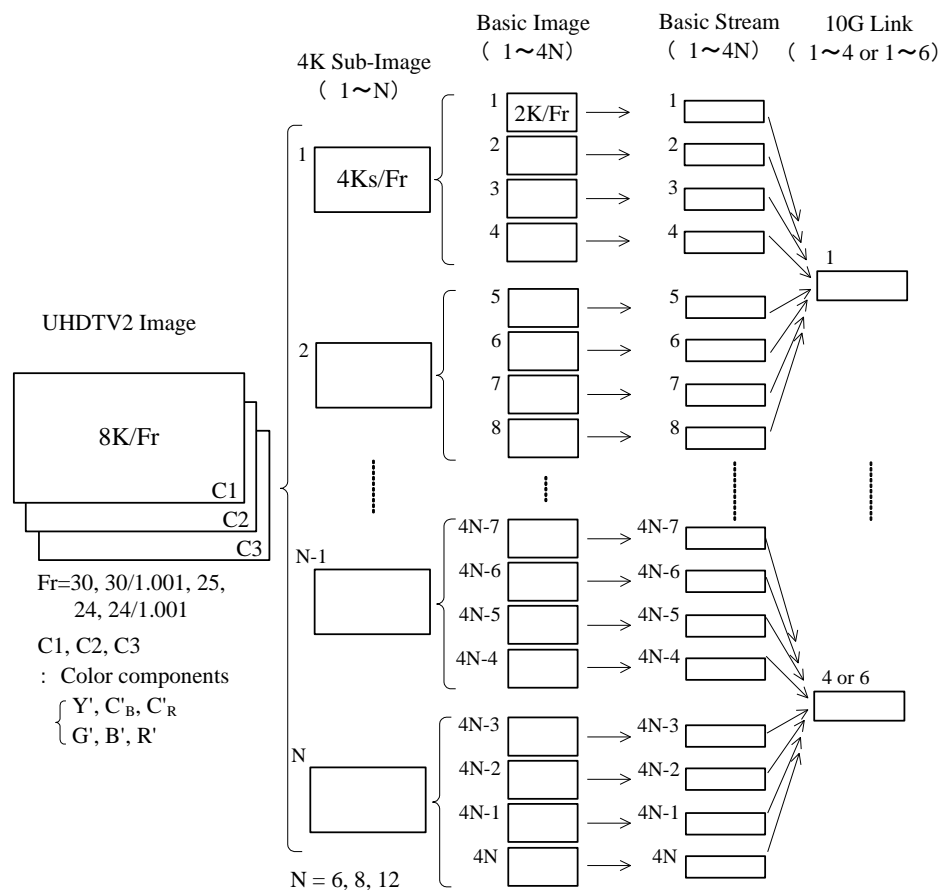 Basic Image
( 1～4N)
Basic Stream
( 1～4N)
10G Link
( 1～4 or 1～6)
4K Sub-Image
( 1～N)
UHDTV2 Image
8K/Fr
C1
C2
C3
Fr=30, 30/1.001, 25,
24, 24/1.001
C1, C2, C3
: Color components
Y', C'B, C'R
G', B', R'
1
4Ks/Fr
2
N-1
N
N = 6, 8, 12
1
2K/Fr
2
3
4
5
6
7
8
4N-7
4N-6
4N-5
4N-4
4N-3
4N-2
4N-1
4N
1
2
3
4
5
6
7
8
4N-7
4N-6
4N-5
4N-4
4N-3
4N-2
4N-1
4N
1
4 or 6